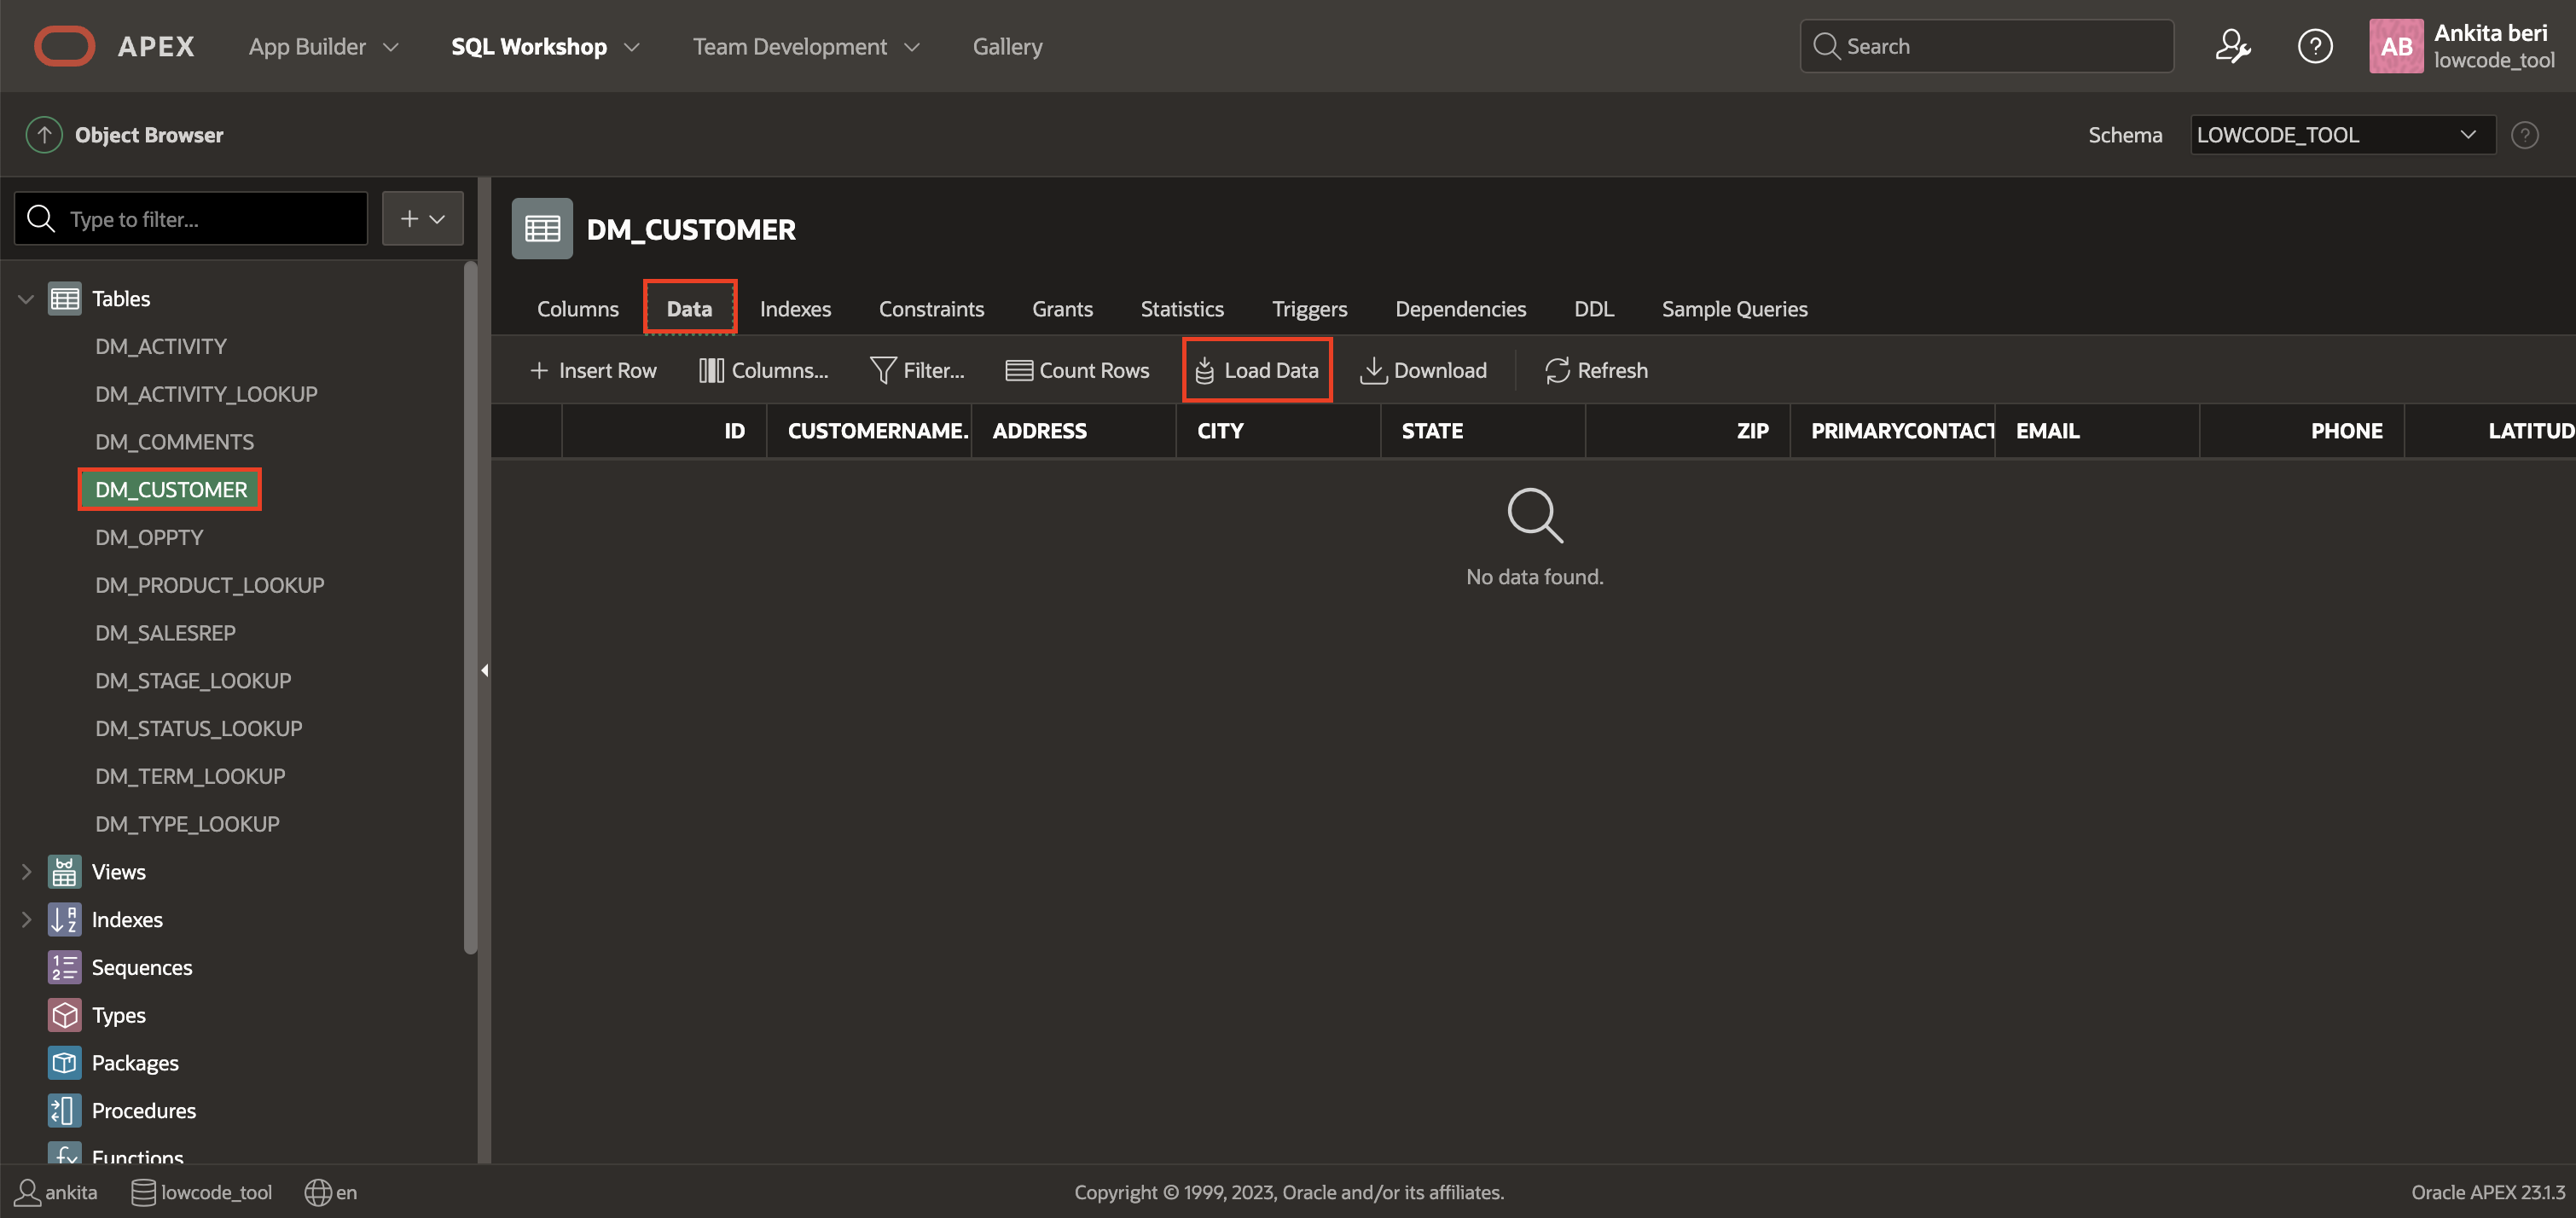 APEX App Builder SQL Workshop Team Development Gallery Search AB Ankita beri
lowcode_tool
Object Browser Schema LOWCODE_TOOL
Type to filter...
DM_CUSTOMER
Tables
DM_ACTIVITY
DM_ACTIVITY_LOOKUP
DM_COMMENTS
DM_CUSTOMER
DM_OPPTY
DM_PRODUCT_LOOKUP
DM_SALESREP
DM_STAGE_LOOKUP
DM_STATUS_LOOKUP
DM_TERM_LOOKUP
DM_TYPE_LOOKUP
Views
Indexes
Sequences
Types
Packages
Procedures
Functions
Columns Data Indexes Constraints Grants Statistics Triggers Dependencies DDL Sample Queries
Insert Row Columns... Filter... Count Rows Load Data Download Refresh
ID CUSTOMERNAME. ADDRESS CITY STATE ZIP PRIMARYCONTACT EMAIL PHONE LATITUD
No data found.
ankita lowcode_tool en Copyright © 1999, 2023, Oracle and/or its affiliates. Oracle APEX 23.1.3